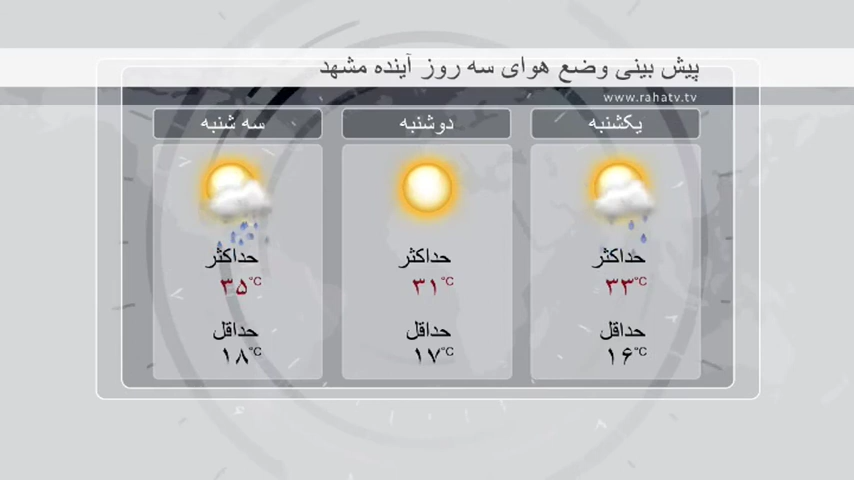 پیش بینی وضع هوای سه روز آینده مشهد
www.rahatv.tv
یکشنبه
حداکثر
۳۳°C
حداقل
۱۶°C
دوشنبه
حداکثر
۳۱°C
حداقل
۱۷°C
سه شنبه
حداکثر
۳۵°C
حداقل
۱۸°C